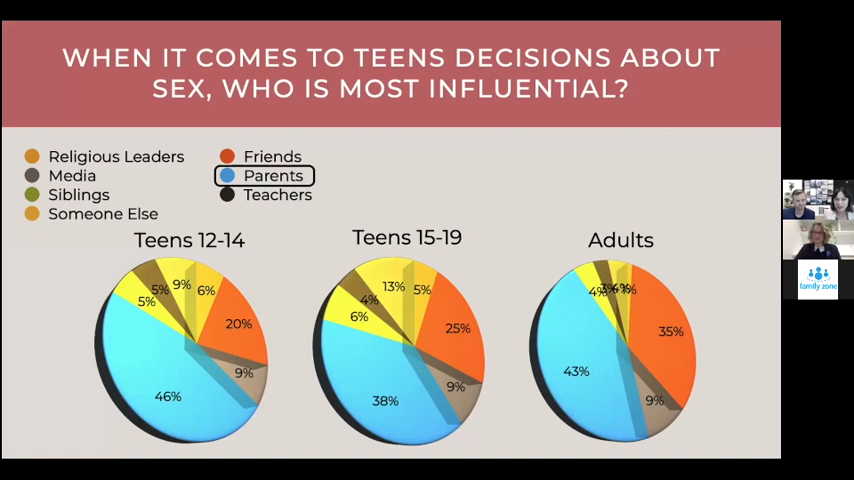 WHEN IT COMES TO TEENS DECISIONS ABOUT
SEX, WHO IS MOST INFLUENTIAL?
Religious Leaders
Media
Siblings
Someone Else
Friends
Parents
Teachers
Teens 12-14
5%
5%
9%
6%
20%
9%
46%
Teens 15-19
6%
4%
13%
5%
25%
9%
38%
Adults
4%
35%
9%
43%
family zone